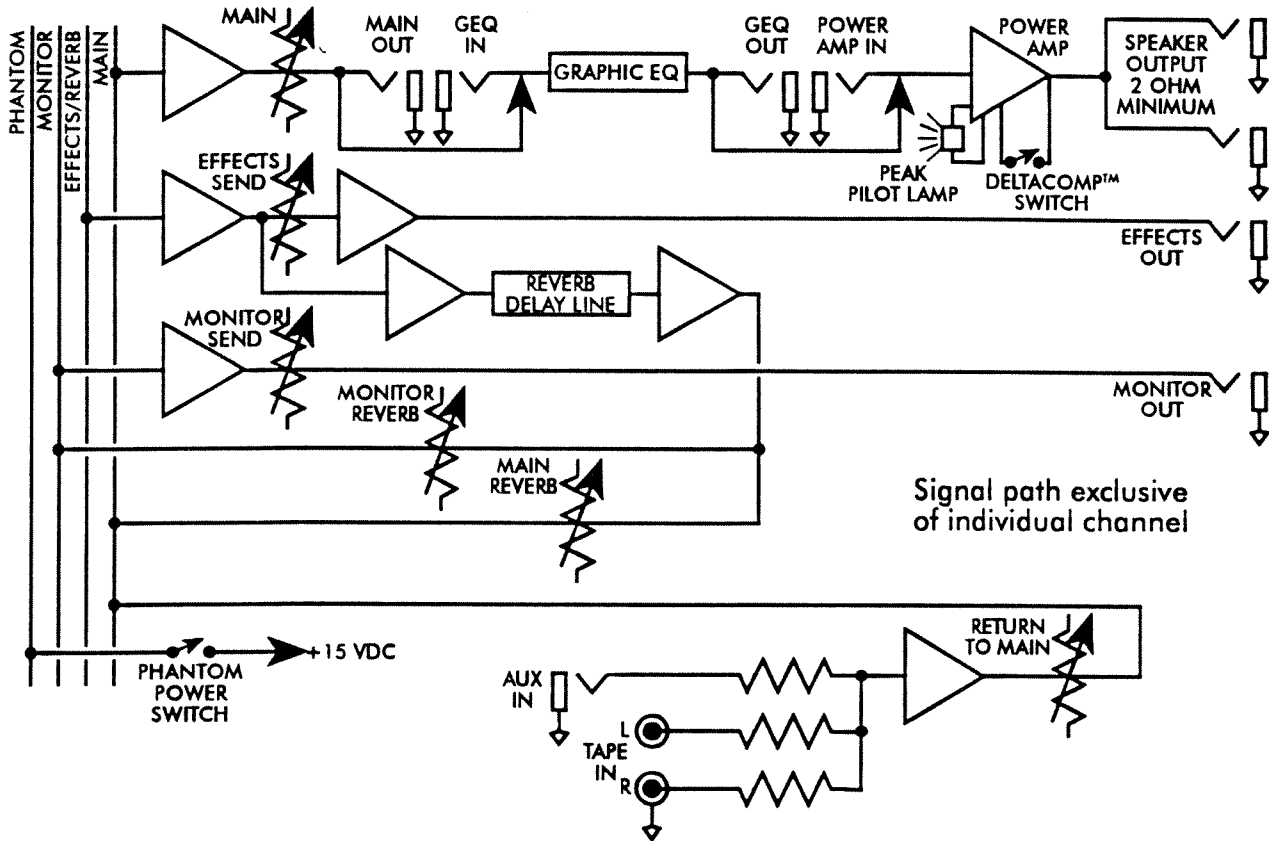 PHANTOM
MONITOR
EFFECTS/REVERB
MAIN
MAIN
MAIN
OUT
GEQ
IN
GRAPHIC EQ
GEQ
OUT
POWER
AMP IN
POWER
AMP
SPEAKER
OUTPUT
2 OHM
MINIMUM
PEAK
PILOT LAMP
DELTACOMP™
SWITCH
EFFECTS
SEND
EFFECTS
OUT
REVERB
DELAY LINE
MONITOR
SEND
MONITOR
OUT
MONITOR
REVERB
MAIN
REVERB
Signal path exclusive
of individual channel
PHANTOM
POWER
SWITCH
+15 VDC
RETURN
TO MAIN
AUX
IN
L
TAPE
IN
R